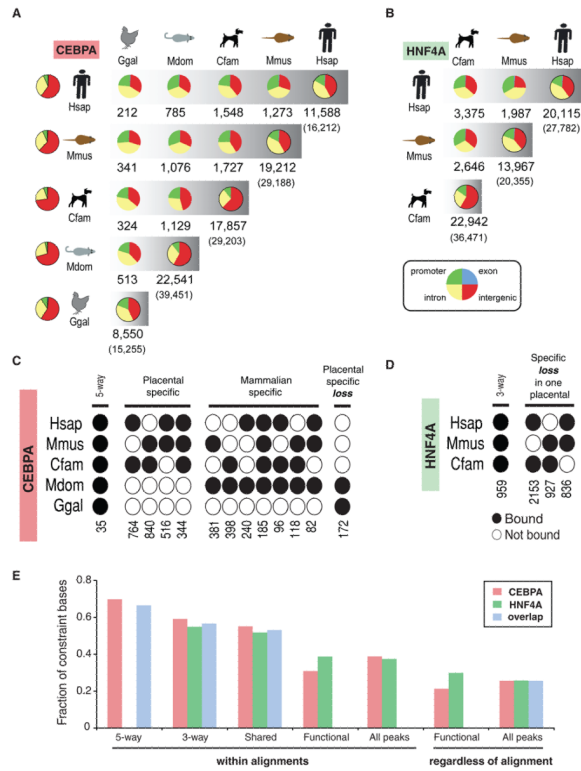 A
CEBPA
Ggal Mdom Cfam Mmus Hsap
Hsap
212 785 1,548 1,273 11,588
(16,212)
Mmus
341 1,076 1,727 19,212
(29,188)
Cfam
324 1,129 17,857
(29,203)
Mdom
513 22,541
(39,451)
Ggal
8,550
(15,255)
B
HNF4A
Cfam Mmus Hsap
Hsap
3,375 1,987 20,115
(27,782)
Mmus
2,646 13,967
(20,355)
Cfam
22,942
(36,471)
promoter exon
intron intergenic
C
CEBPA
5-way
Placental
specific
Mammalian
specific
Placental
specific
loss
Hsap
Mmus
Cfam
Mdom
Ggal
35 764 840 516 344 381 398 240 185 96 118 82 172
D
HNF4A
3-way
Specific
loss
in one
placental
Hsap
Mmus
Cfam
959 2153 927 836
Bound
Not bound
E
Fraction of constraint bases
0.8
0.6
0.4
0.2
0
CEBPA
HNF4A
overlap
5-way 3-way Shared Functional All peaks Functional All peaks
within alignments regardless of alignment